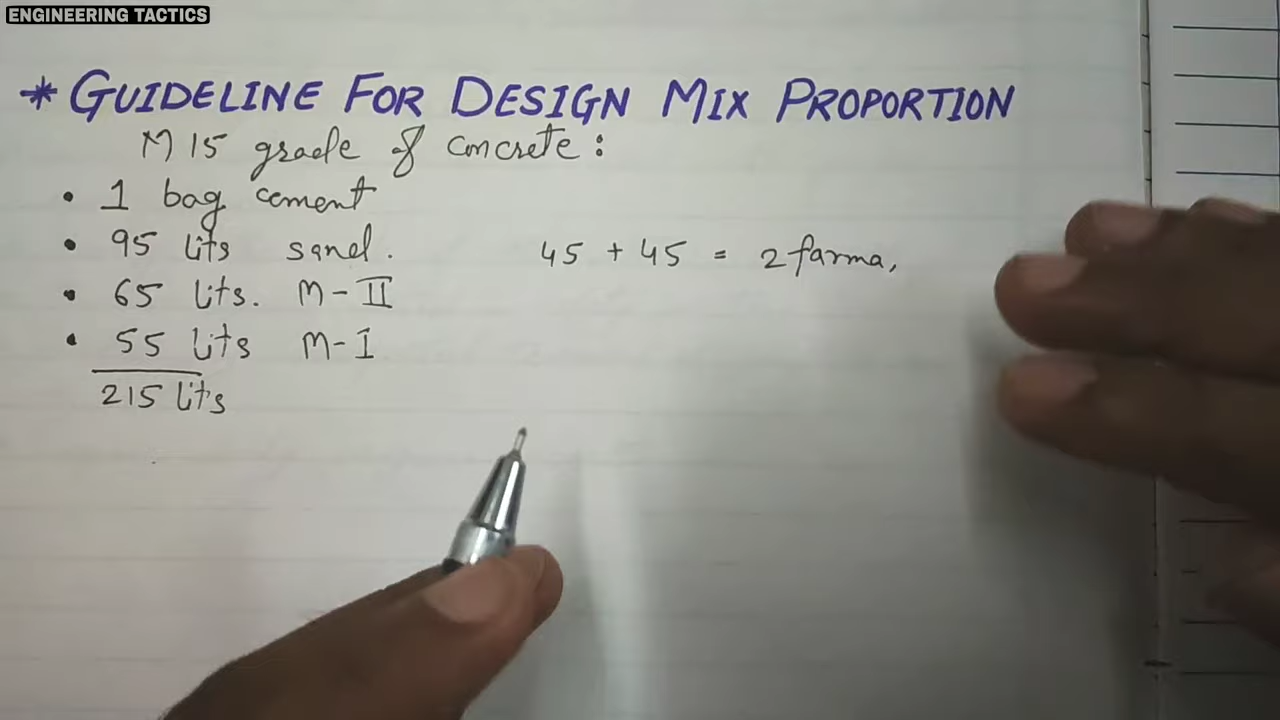 ENGINEERING TACTICS
* GUIDELINE FOR DESIGN MIX PROPORTION
M 15 grade of concrete :
• 1 bag cement
• 95 lits sand.
45 + 45 = 2 farma,
• 65 lits. M-II
• 55 lits M-I
215 lits